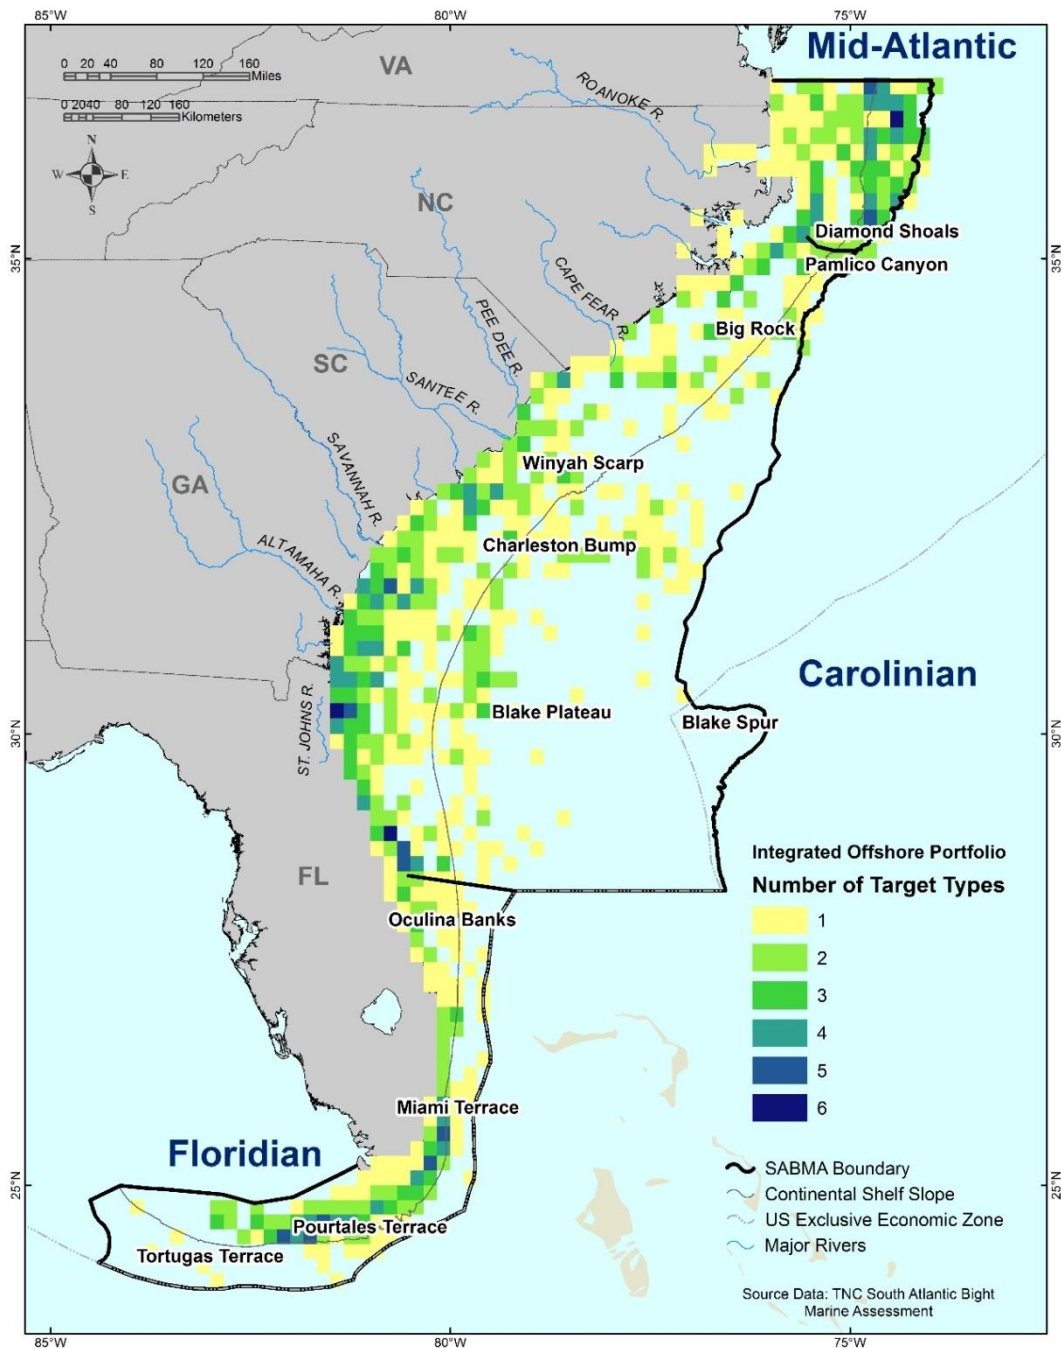 85°W
80°W
75°W
Mid-Atlantic
0 20 40 80 120 160
Miles
0 20 40 80 120 160
Kilometers
N
W E
S
VA
ROANOKE R.
NC
Diamond Shoals
35°N
35°N
Pamlico Canyon
CAPE FEAR R.
PEE DEE R.
Big Rock
SC
SANTEE R.
Winyah Scarp
SAVANNAH R.
GA
Charleston Bump
ALTAMAHA R.
Carolinian
ST. JOHNS R.
Blake Plateau
Blake Spur
30°N
30°N
Integrated Offshore Portfolio
Number of Target Types
1
2
3
4
5
6
FL
Oculina Banks
Miami Terrace
Floridian
SABMA Boundary
Continental Shelf Slope
US Exclusive Economic Zone
Major Rivers
25°N
25°N
Pourtales Terrace
Tortugas Terrace
Source Data: TNC South Atlantic Bight
Marine Assessment
85°W
80°W
75°W